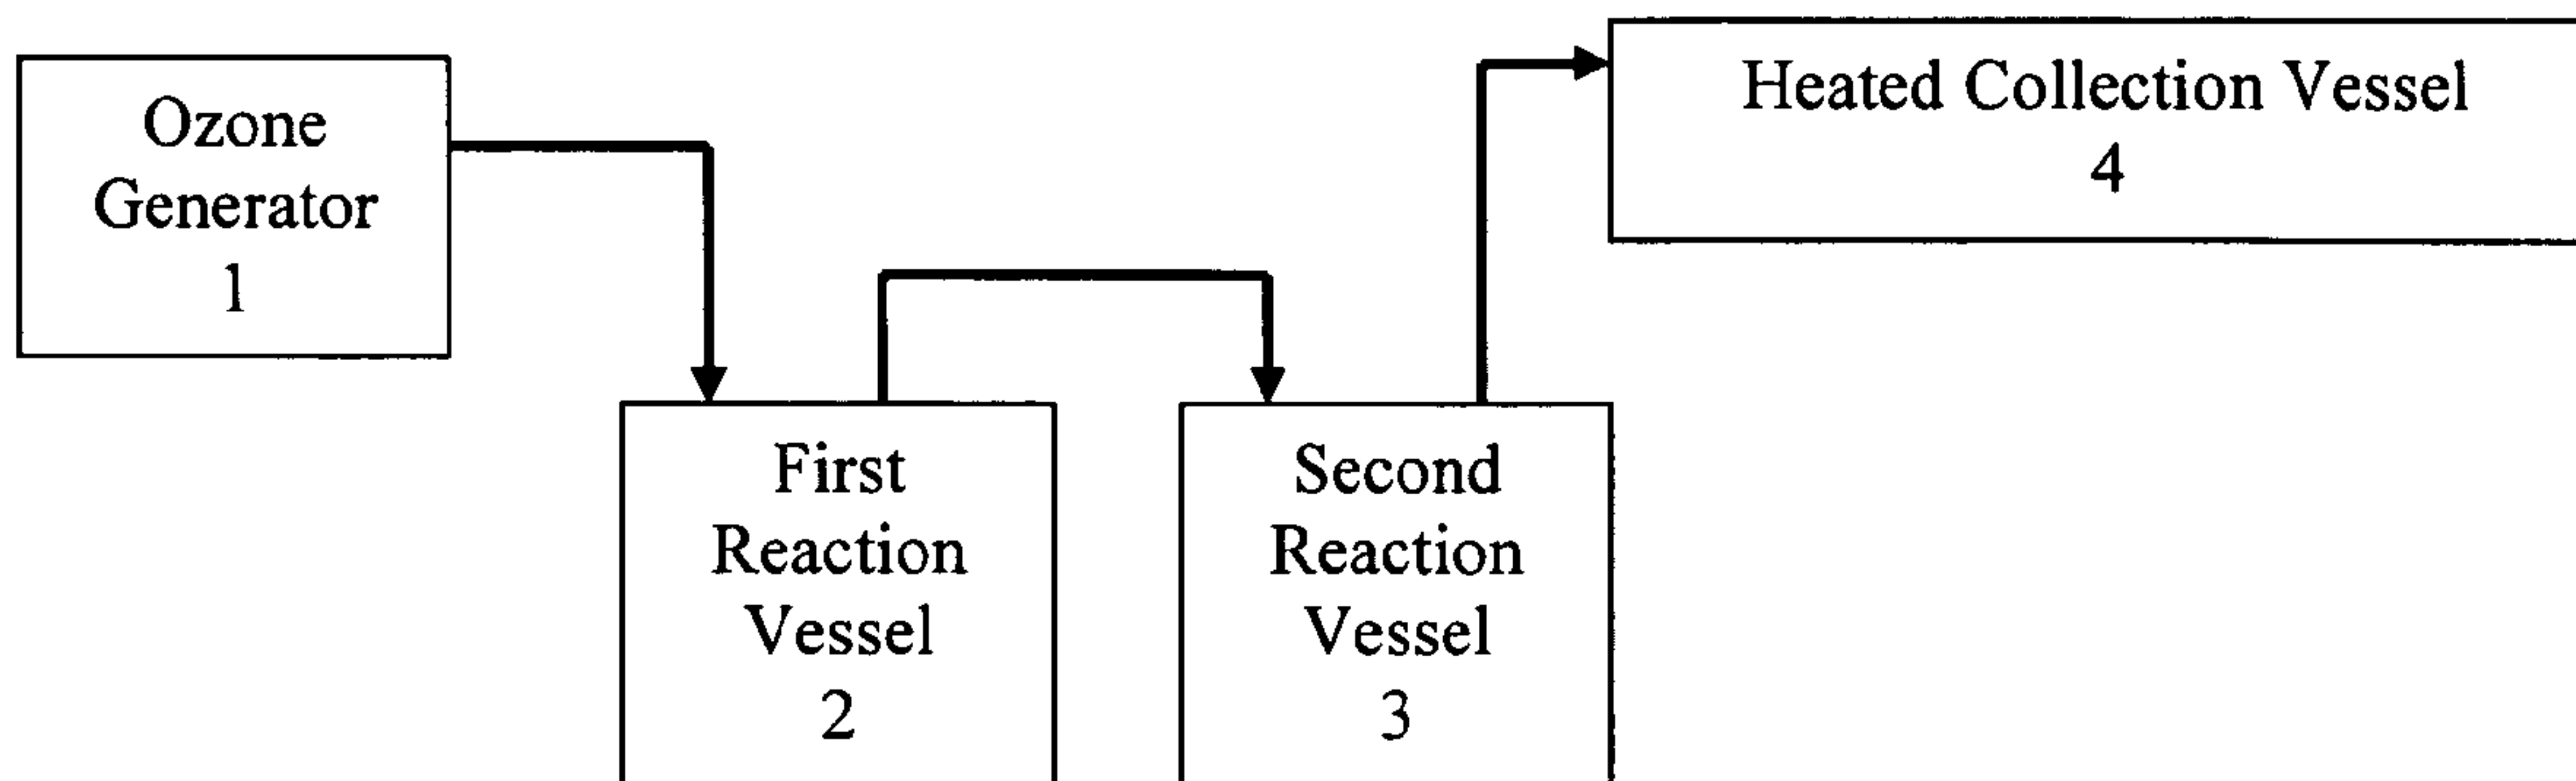 Ozone
Generator
1
Heated Collection Vessel
4
First
Reaction
Vessel
2
Second
Reaction
Vessel
3